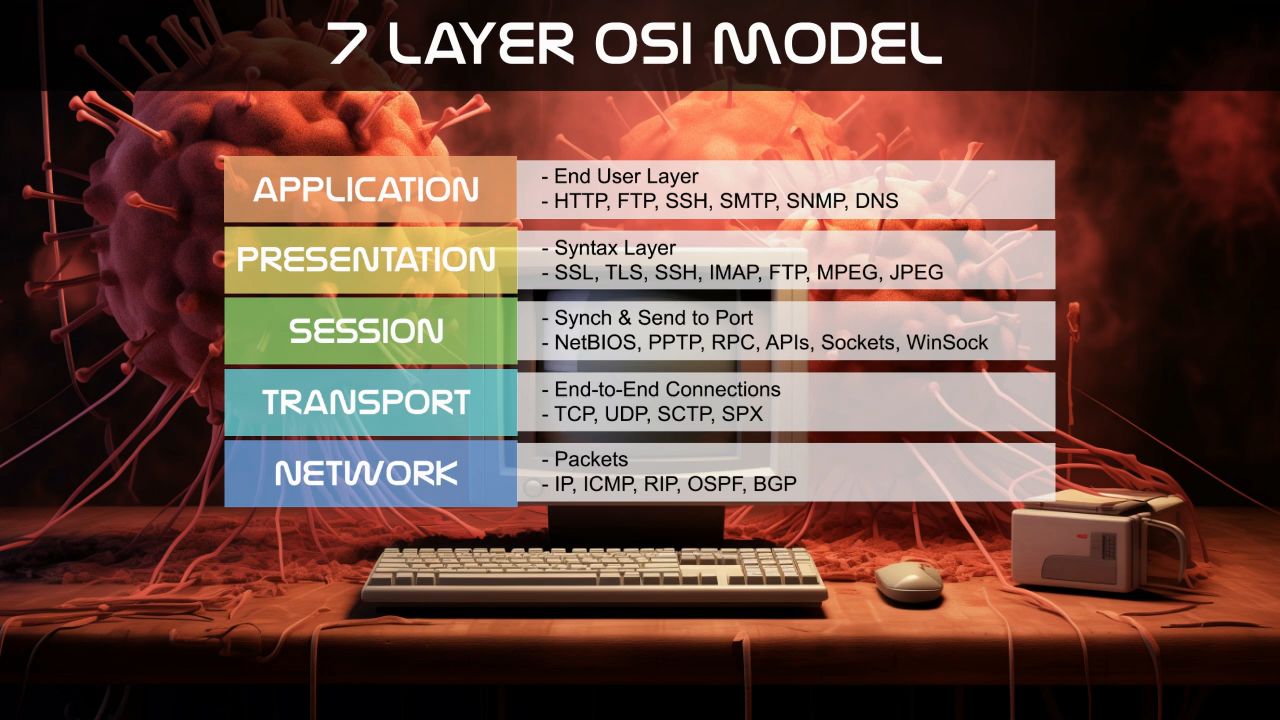 7 LAYER OSI MODEL
APPLICATION
- End User Layer
- HTTP, FTP, SSH, SMTP, SNMP, DNS
PRESENTATION
- Syntax Layer
- SSL, TLS, SSH, IMAP, FTP, MPEG, JPEG
SESSION
- Synch & Send to Port
- NetBIOS, PPTP, RPC, APIs, Sockets, WinSock
TRANSPORT
- End-to-End Connections
- TCP, UDP, SCTP, SPX
NETWORK
- Packets
- IP, ICMP, RIP, OSPF, BGP